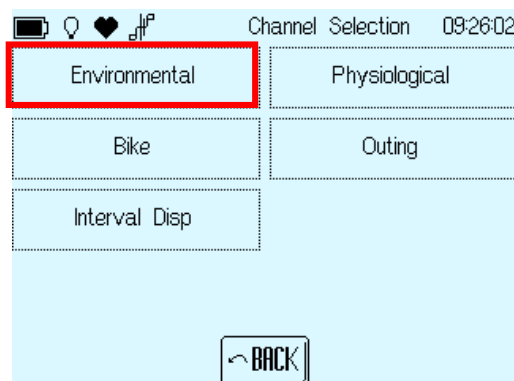 Channel Selection 09:26:02
Environmental Physiological
Bike Outing
Interval Disp
BACK